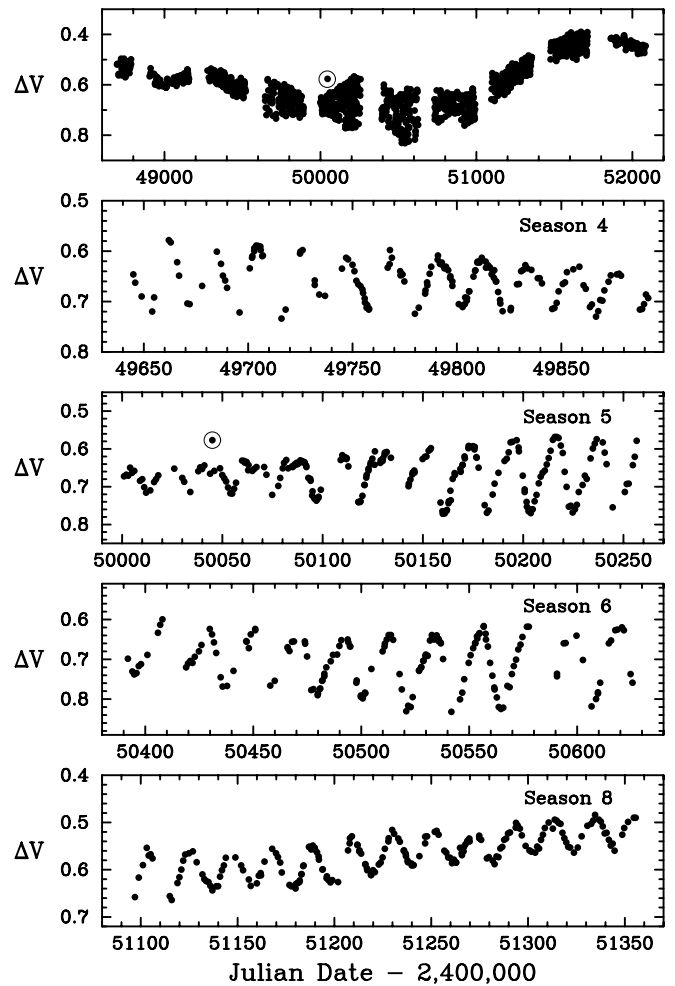 0.4
ΔV 0.6
0.8
49000 50000 51000 52000
0.5
Season 4
ΔV 0.6
0.7
0.8
49650 49700 49750 49800 49850
0.5
Season 5
ΔV 0.6
0.7
0.8
50000 50050 50100 50150 50200 50250
Season 6
0.6
ΔV 0.7
0.8
50400 50450 50500 50550 50600
0.4
Season 8
0.5
ΔV 0.6
0.7
51100 51150 51200 51250 51300 51350
Julian Date − 2,400,000